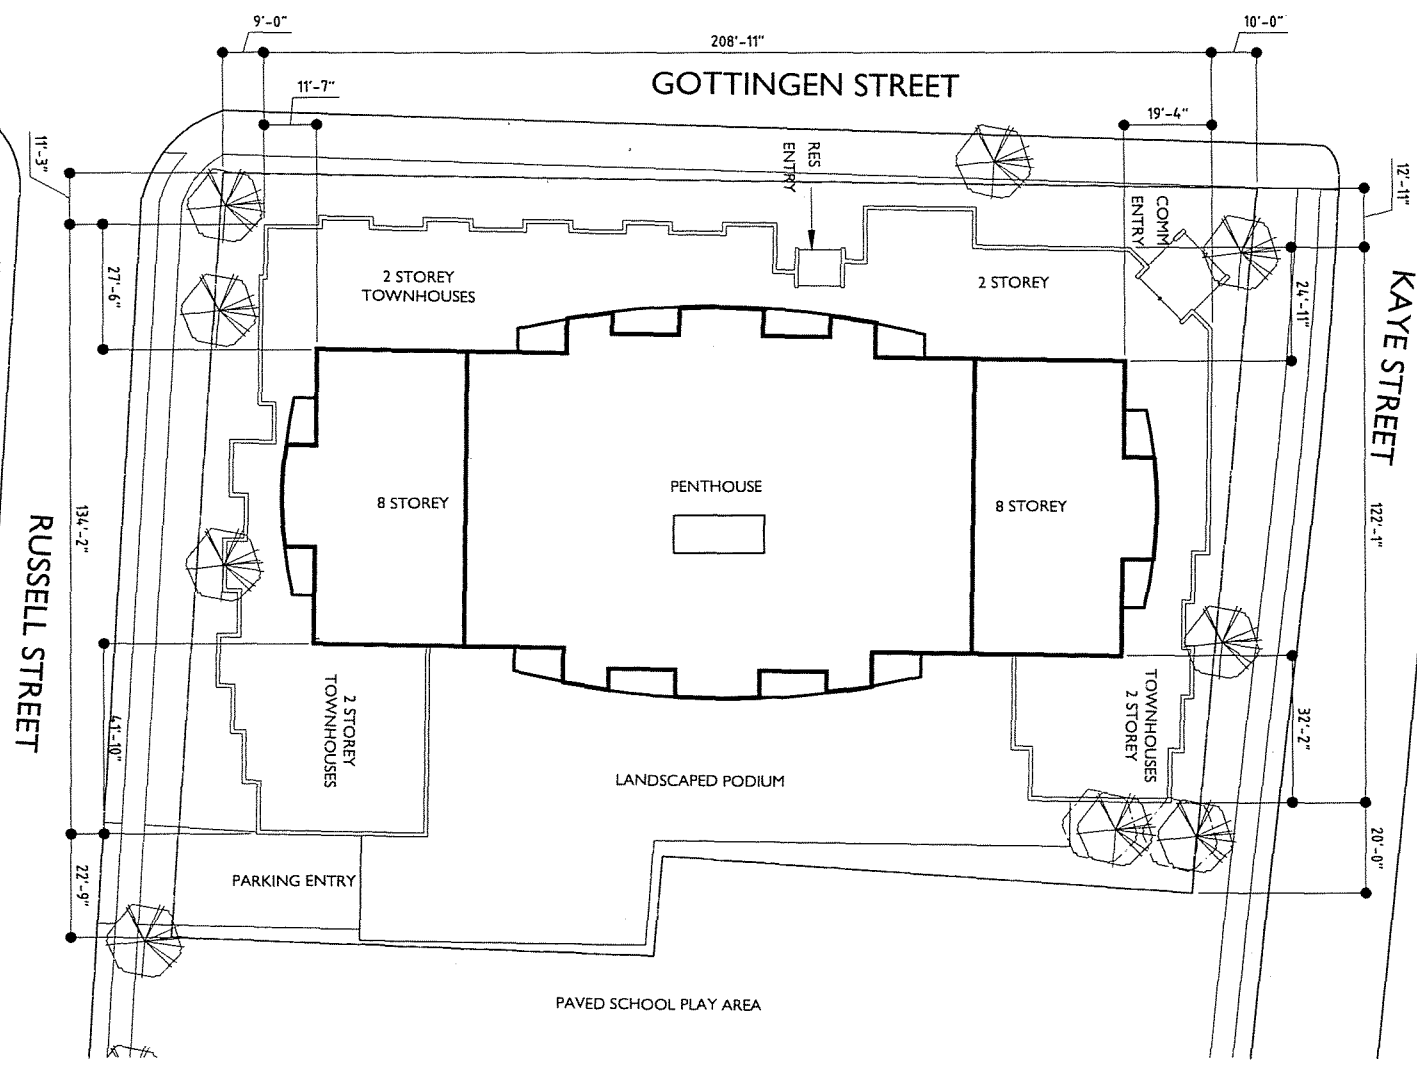 9'-0"
208'-11"
10'-0"
GOTTINGEN STREET
11'-7"
19'-4"
11'-3"
12'-11"
RES
ENTRY
COMM
ENTRY
27'-6"
2 STOREY
TOWNHOUSES
2 STOREY
24'-11"
KAYE STREET
PENTHOUSE
8 STOREY
8 STOREY
134'-2"
122'-1"
RUSSELL STREET
2 STOREY
TOWNHOUSES
TOWNHOUSES
2 STOREY
41'-10"
32'-2"
LANDSCAPED PODIUM
20'-0"
22'-9"
PARKING ENTRY
PAVED SCHOOL PLAY AREA